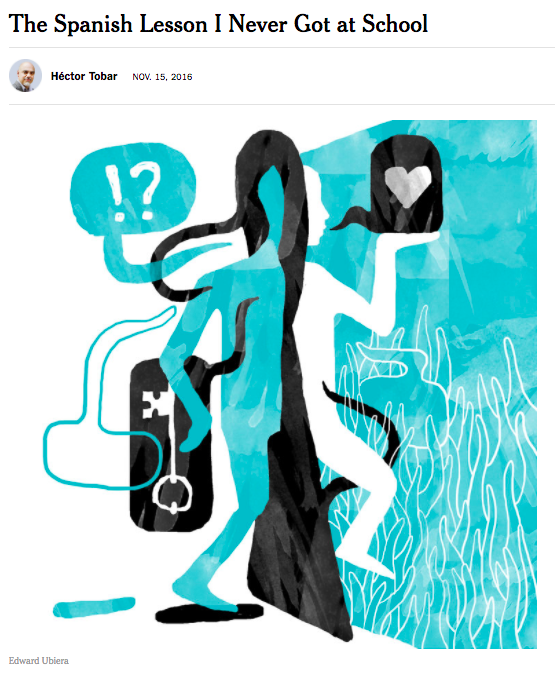 The Spanish Lesson I Never Got at School
Héctor Tobar NOV. 15, 2016
!?
Edward Ubiera